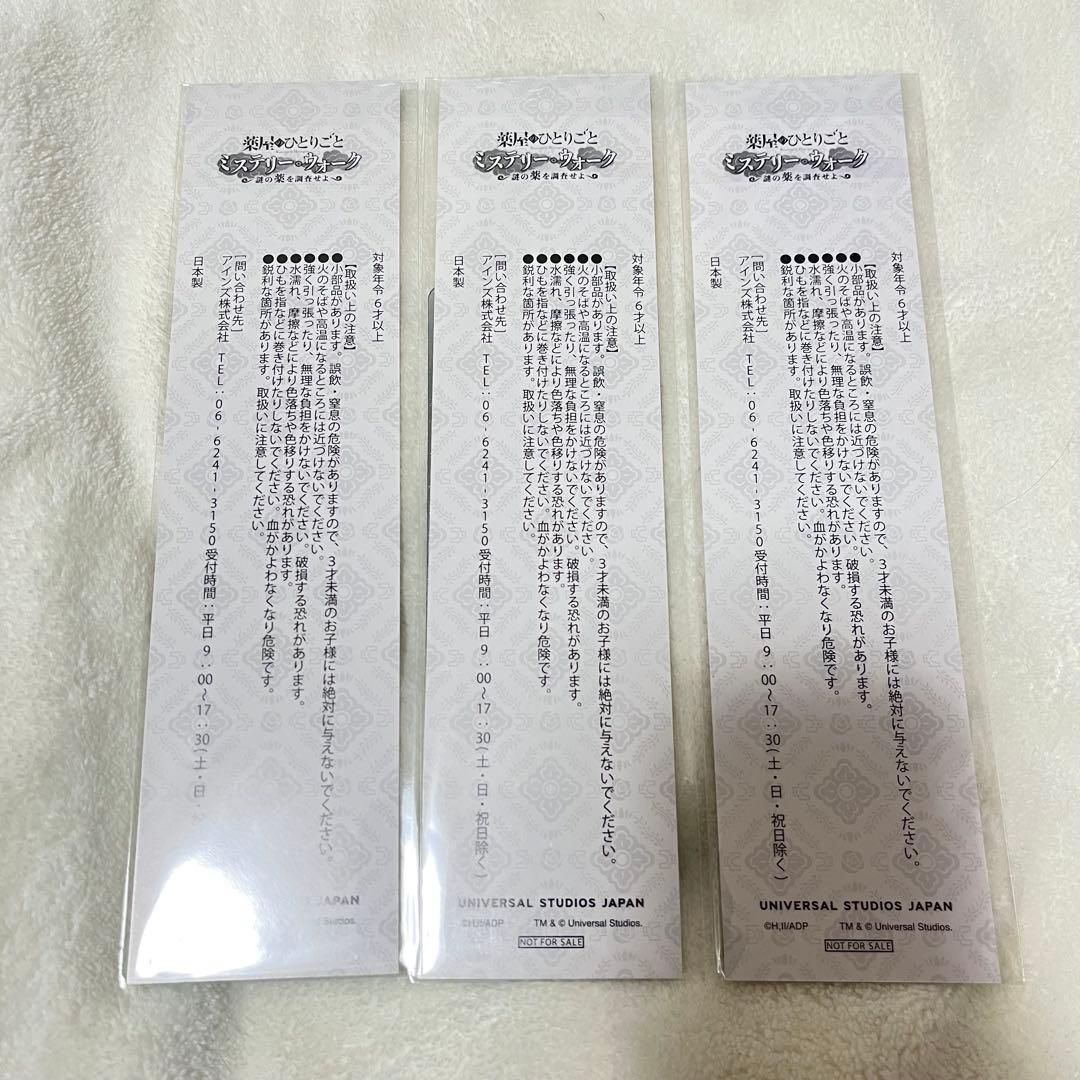 薬屋のひとりごと
ミステリー・ウォーク
謎の薬を調査せよ
対象年令 6才以上
【取扱い上の注意】
●小部品があります。誤飲・窒息の危険がありますので、3才未満のお子様には絶対に与えないでください。
●火のそばや高温になるところには近づけないでください。
●強く引っ張ったり、無理な負担をかけないでください。破損する恐れがあります。
●水濡れ、摩擦などにより色落ちや色移りする恐れがあります。
●ひもを指などに巻き付けたりしないでください。血がかよわなくなり危険です。
●鋭利な箇所があります。取扱いに注意してください。
[問い合わせ先]
アインズ株式会社 TEL:06-6241-3150 受付時間:平日 9:00〜17:30(土・日・
日本製
S JAPAN
rsal Studios.
薬屋のひとりごと
ミステリー・ウォーク
謎の薬を調査せよ
対象年令 6才以上
【取扱い上の注意】
●小部品があります。誤飲・窒息の危険がありますので、3才未満のお子様には絶対に与えないでください。
●火のそばや高温になるところには近づけないでください。
●強く引っ張ったり、無理な負担をかけないでください。破損する恐れがあります。
●水濡れ、摩擦などにより色落ちや色移りする恐れがあります。
●ひもを指などに巻き付けたりしないでください。血がかよわなくなり危険です。
●鋭利な箇所があります。取扱いに注意してください。
[問い合わせ先]
アインズ株式会社 TEL:06-6241-3150 受付時間:平日 9:00〜17:30(土・日・祝日除く)
日本製
UNIVERSAL STUDIOS JAPAN
©H,II/ADP TM & © Universal Studios.
NOT FOR SALE
薬屋のひとりごと
ミステリー・ウォーク
謎の薬を調査せよ
対象年令 6才以上
【取扱い上の注意】
●小部品があります。誤飲・窒息の危険がありますので、3才未満のお子様には絶対に与えないでください。
●火のそばや高温になるところには近づけないでください。
●強く引っ張ったり、無理な負担をかけないでください。破損する恐れがあります。
●水濡れ、摩擦などにより色落ちや色移りする恐れがあります。
●ひもを指などに巻き付けたりしないでください。血がかよわなくなり危険です。
●鋭利な箇所があります。取扱いに注意してください。
[問い合わせ先]
アインズ株式会社 TEL:06-6241-3150 受付時間:平日 9:00〜17:30(土・日・祝日除く)
日本製
UNIVERSAL STUDIOS JAPAN
©H,II/ADP TM & © Universal Studios.
NOT FOR SALE